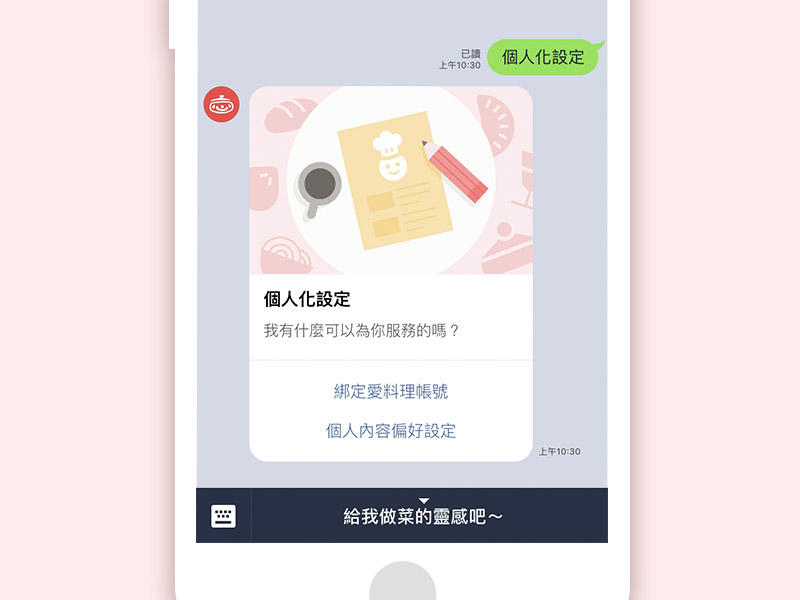 個人化設定
已讀
上午10:30
個人化設定
我有什麼可以為你服務的嗎？
綁定愛料理帳號
個人內容偏好設定
上午10:30
給我做菜的靈感吧～